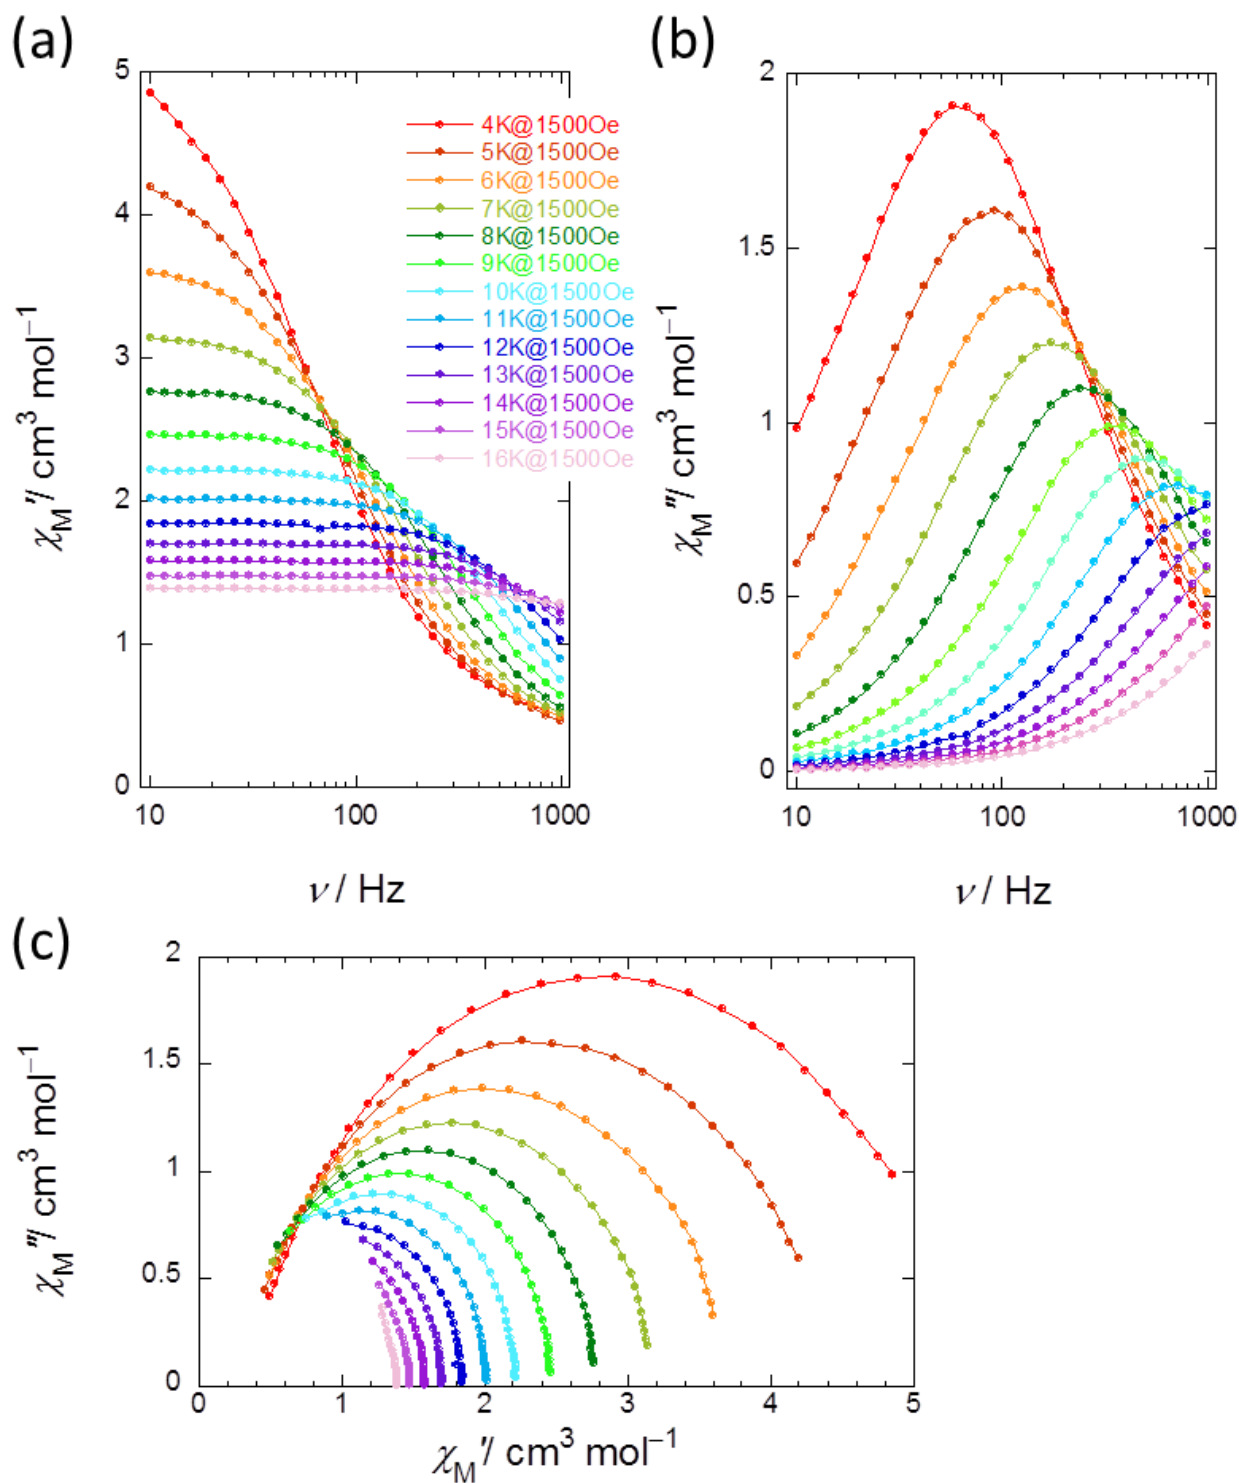 (a)
(b)
5
4
3
2
1
0
10
100
1000
χM″/ cm³ mol⁻¹
ν / Hz
4K@1500Oe
5K@1500Oe
6K@1500Oe
7K@1500Oe
8K@1500Oe
9K@1500Oe
10K@1500Oe
11K@1500Oe
12K@1500Oe
13K@1500Oe
14K@1500Oe
15K@1500Oe
16K@1500Oe
2
1.5
1
0.5
0
10
100
1000
χM″/ cm³ mol⁻¹
ν / Hz
(c)
2
1.5
1
0.5
0
0
1
2
3
4
5
χM″/ cm³ mol⁻¹
χM′/ cm³ mol⁻¹